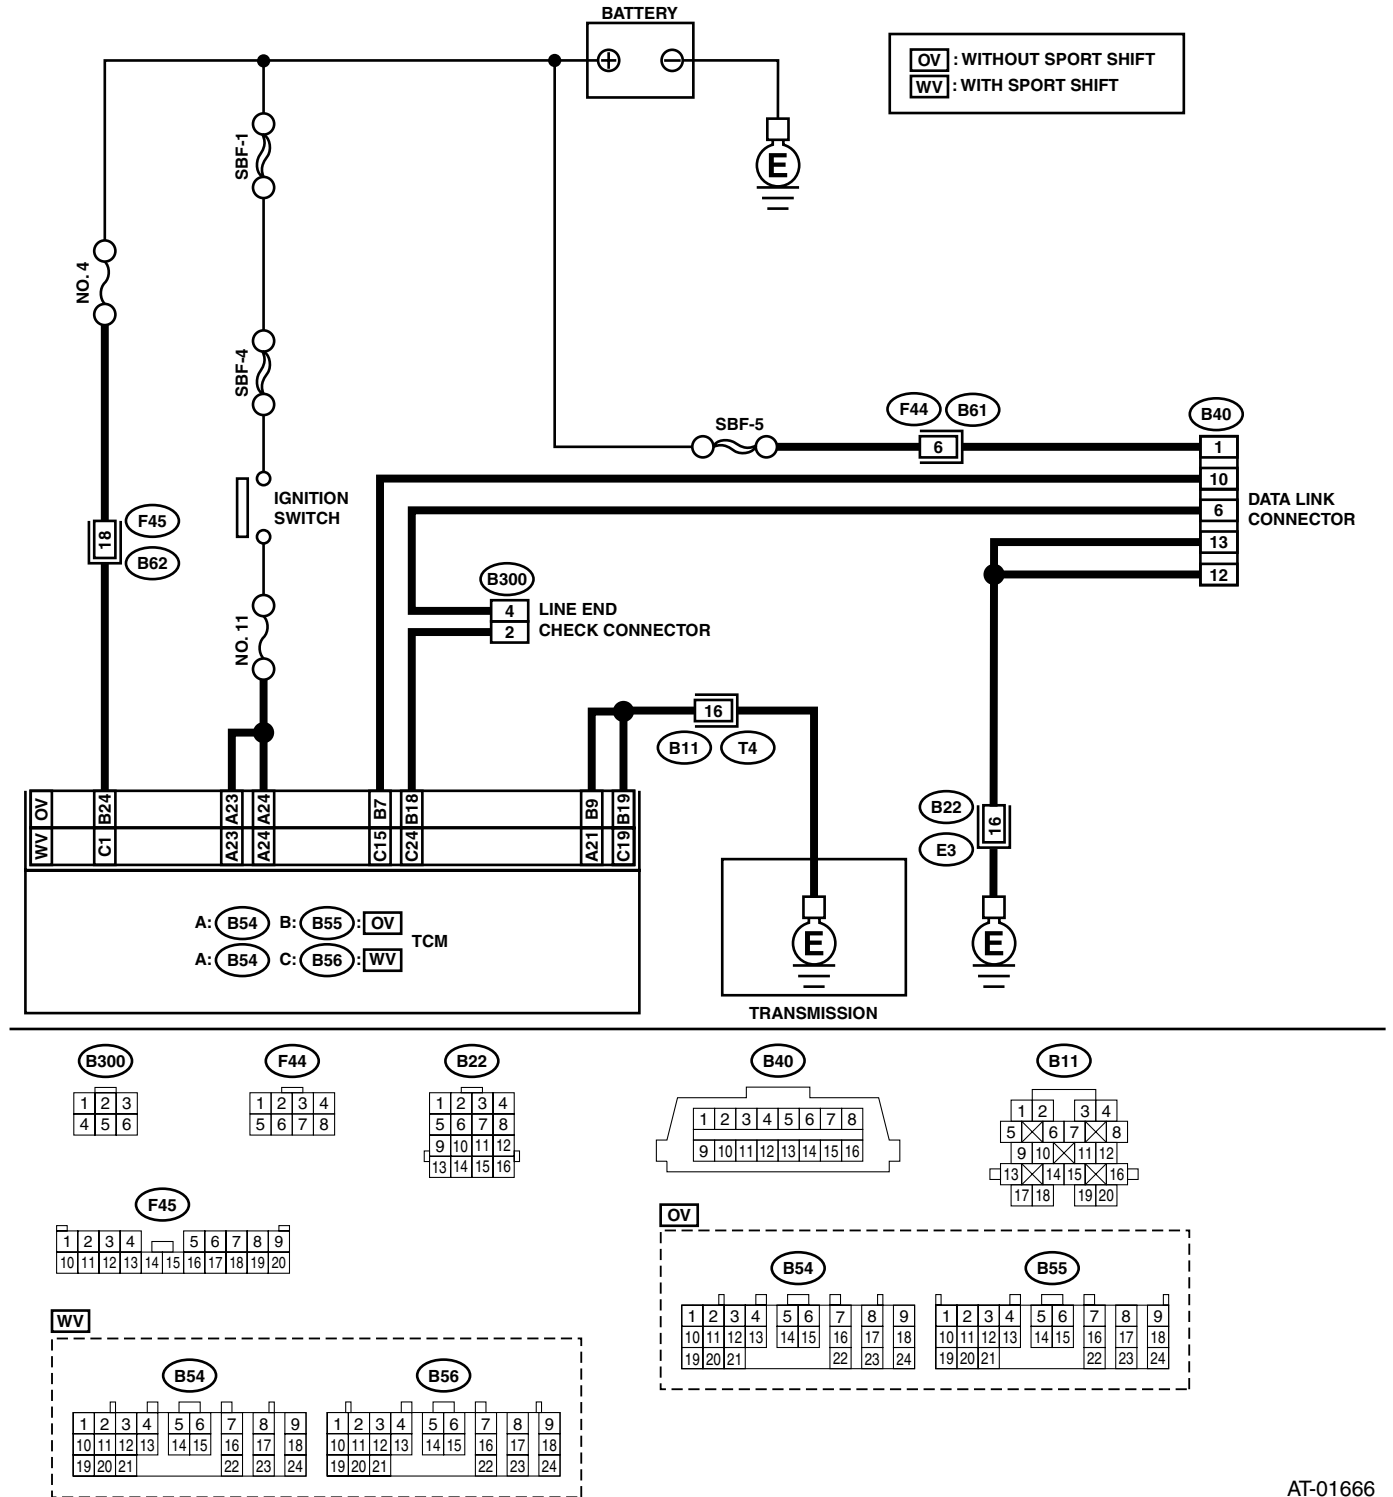 BATTERY
OV : WITHOUT SPORT SHIFT
WV : WITH SPORT SHIFT
SBF-1
E
NO. 4
SBF-4
SBF-5
F44 B61
B40
6
1
10
6
13
12
DATA LINK
CONNECTOR
IGNITION
SWITCH
18
F45
B62
B300
4
2
LINE END
CHECK CONNECTOR
NO. 11
16
B11 T4
B22
16
E3
OV B24 A23 A24 B7 B18 B9 B19
WV C1 A23 A24 C15 C24 A21 C19
A: B54 B: B55 : OV
TCM
A: B54 C: B56 : WV
E
E
TRANSMISSION
B300
1 2 3
4 5 6
F44
1 2 3 4
5 6 7 8
B22
1 2 3 4
5 6 7 8
9 10 11 12
13 14 15 16
B40
1 2 3 4 5 6 7 8
9 10 11 12 13 14 15 16
B11
1 2 3 4
5 6 7 8
9 10 11 12
13 14 15 16
17 18 19 20
F45
1 2 3 4 5 6 7 8 9
10 11 12 13 14 15 16 17 18 19 20
OV
B54
1 2 3 4 5 6 7 8 9
10 11 12 13 14 15 16 17 18
19 20 21 22 23 24
B55
1 2 3 4 5 6 7 8 9
10 11 12 13 14 15 16 17 18
19 20 21 22 23 24
WV
B54
1 2 3 4 5 6 7 8 9
10 11 12 13 14 15 16 17 18
19 20 21 22 23 24
B56
1 2 3 4 5 6 7 8 9
10 11 12 13 14 15 16 17 18
19 20 21 22 23 24
AT-01666